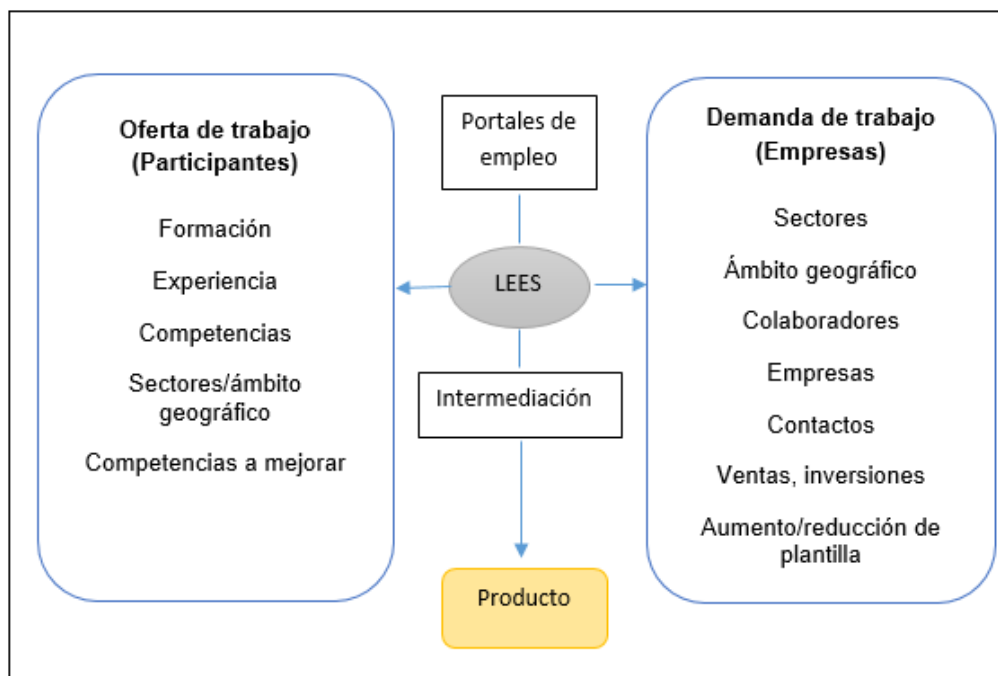 Oferta de trabajo
(Participantes)
Formación
Experiencia
Competencias
Sectores/ámbito
geográfico
Competencias a mejorar
Portales de
empleo
LEES
Intermediación
Producto
Demanda de trabajo
(Empresas)
Sectores
Ámbito geográfico
Colaboradores
Empresas
Contactos
Ventas, inversiones
Aumento/reducción de
plantilla